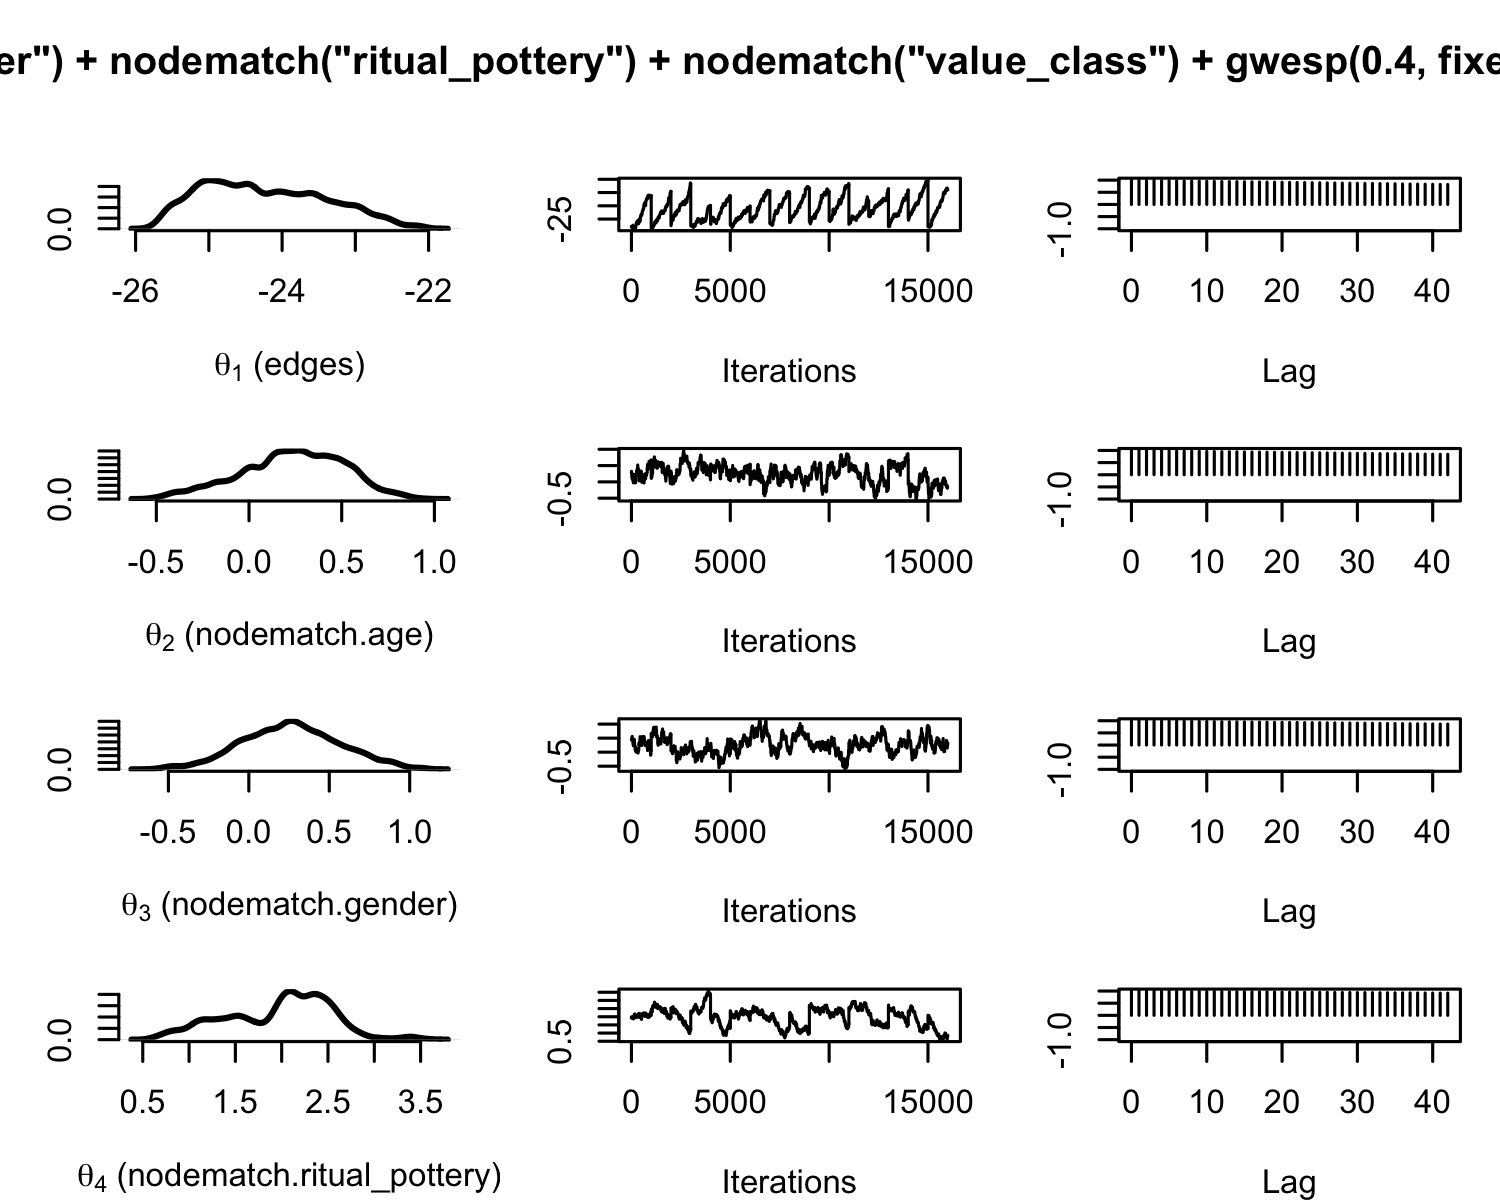 er") + nodematch("ritual_pottery") + nodematch("value_class") + gwesp(0.4, fixe
0.0
-26 -24 -22
θ1 (edges)
-25
0 5000 15000
Iterations
-1.0
0 10 20 30 40
Lag
0.0
-0.5 0.0 0.5 1.0
θ2 (nodematch.age)
-0.5
0 5000 15000
Iterations
-1.0
0 10 20 30 40
Lag
0.0
-0.5 0.0 0.5 1.0
θ3 (nodematch.gender)
-0.5
0 5000 15000
Iterations
-1.0
0 10 20 30 40
Lag
0.0
0.5 1.5 2.5 3.5
θ4 (nodematch.ritual_pottery)
0.5
0 5000 15000
Iterations
-1.0
0 10 20 30 40
Lag